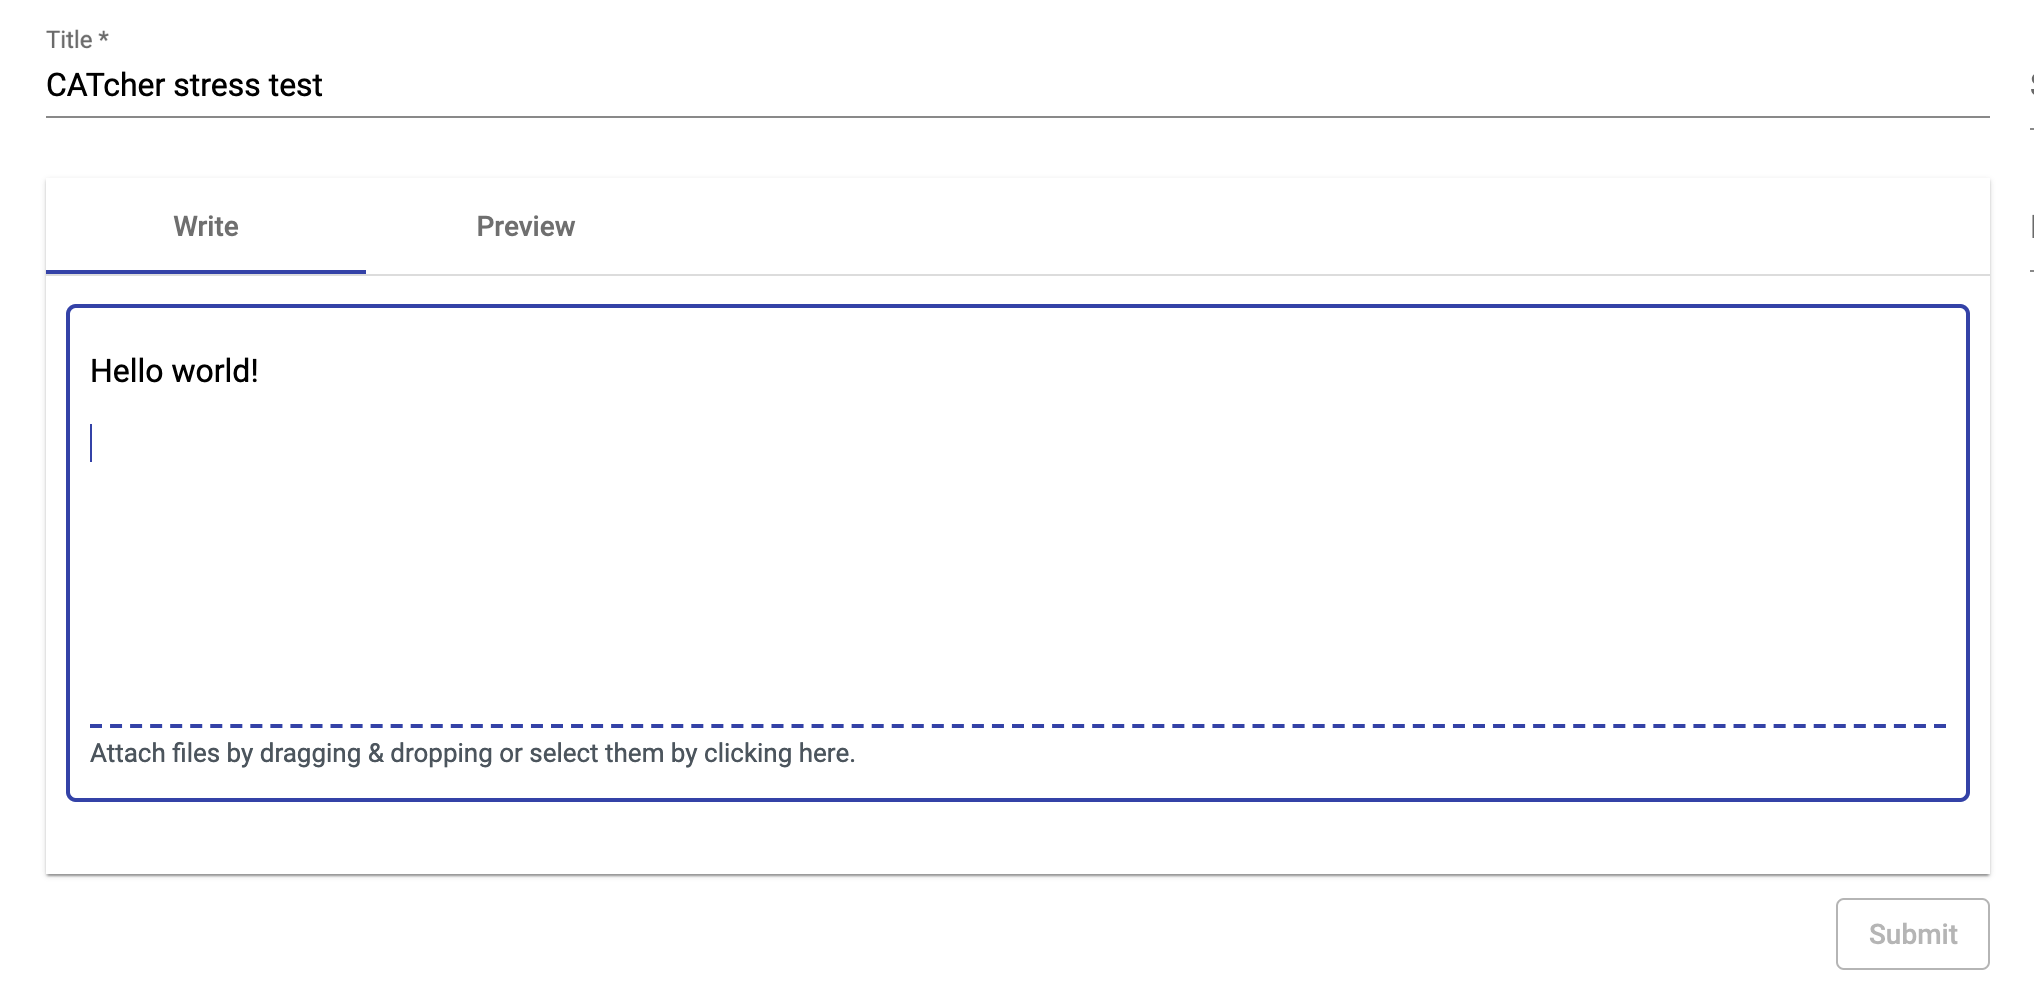 Title *
CATcher stress test
Write
Preview
Hello world!
Attach files by dragging & dropping or select them by clicking here.
Submit